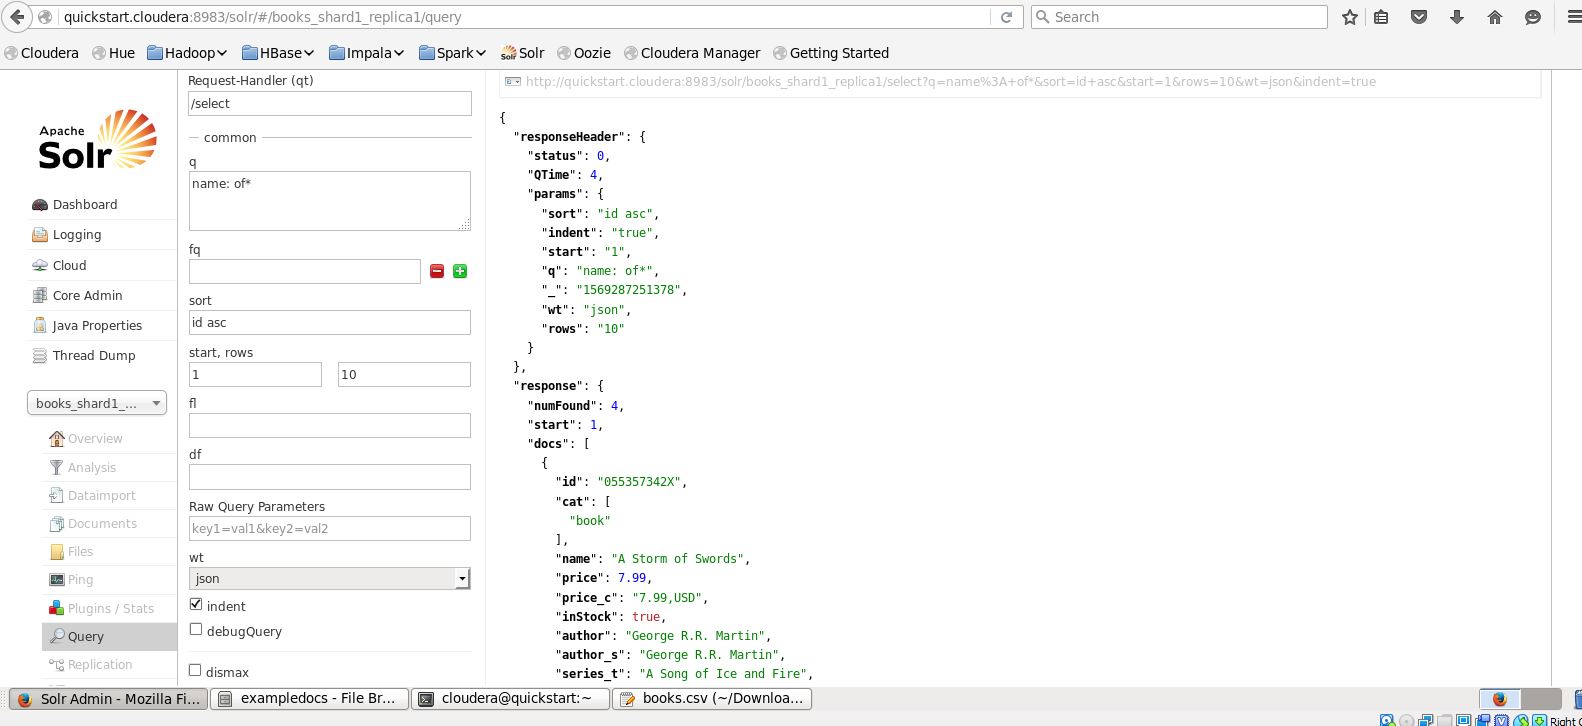 quickstart.cloudera:8983/solr/#/books_shard1_replica1/query
Search
Cloudera Hue Hadoop HBase Impala Spark Solr Oozie Cloudera Manager Getting Started
Apache
Solr
Dashboard
Logging
Cloud
Core Admin
Java Properties
Thread Dump
books_shard1_...
Overview
Analysis
Dataimport
Documents
Files
Ping
Plugins / Stats
Query
Replication
Request-Handler (qt)
/select
common
q
name: of*
fq
sort
id asc
start, rows
1 10
fl
df
Raw Query Parameters
key1=val1&key2=val2
wt
json
indent
debugQuery
dismax
http://quickstart.cloudera:8983/solr/books_shard1_replica1/select?q=name%3A+of*&sort=id+asc&start=1&rows=10&wt=json&indent=true
{
"responseHeader": {
"status": 0,
"QTime": 4,
"params": {
"sort": "id asc",
"indent": "true",
"start": "1",
"q": "name: of*",
"_": "1569287251378",
"wt": "json",
"rows": "10"
}
},
"response": {
"numFound": 4,
"start": 1,
"docs": [
{
"id": "055357342X",
"cat": [
"book"
],
"name": "A Storm of Swords",
"price": 7.99,
"price_c": "7.99,USD",
"inStock": true,
"author": "George R.R. Martin",
"author_s": "George R.R. Martin",
"series_t": "A Song of Ice and Fire",
Solr Admin - Mozilla Fi... exampledocs - File Br... cloudera@quickstart:~ books.csv (~/Downloa...
Right C